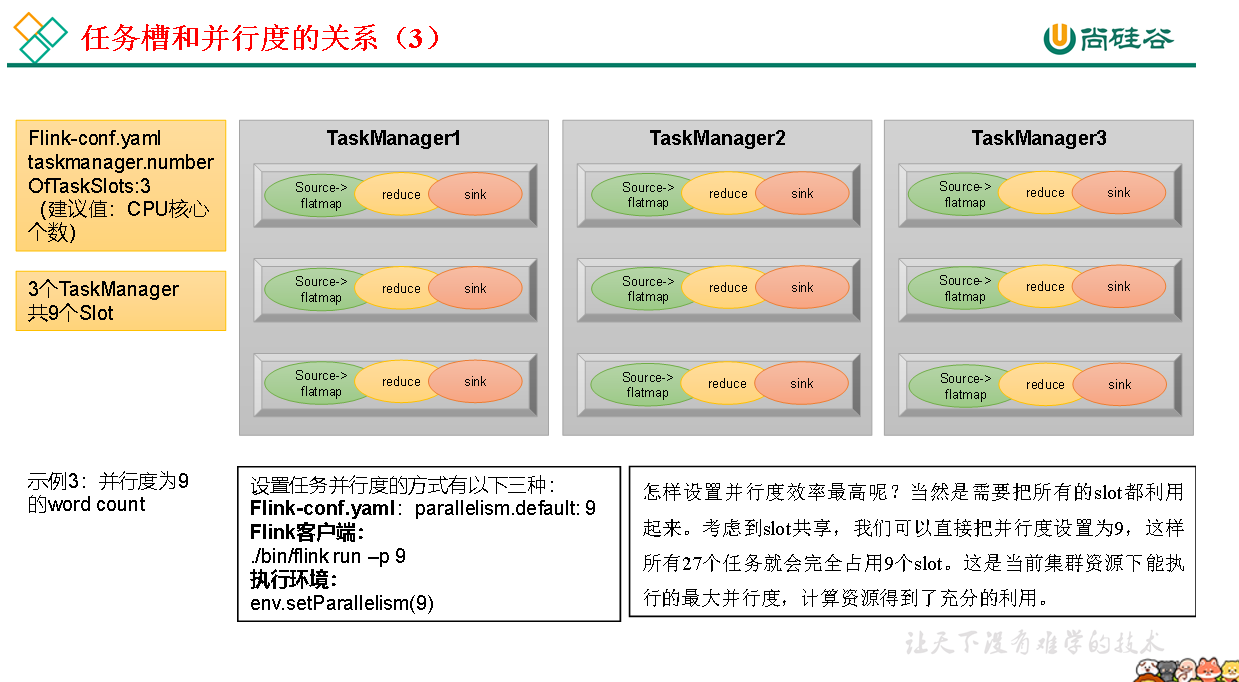 任务槽和并行度的关系（3）
尚硅谷
Flink-conf.yaml
taskmanager.number
OfTaskSlots:3
（建议值：CPU核心
个数）
3个TaskManager
共9个Slot
TaskManager1
Source->
flatmap
reduce
sink
Source->
flatmap
reduce
sink
Source->
flatmap
reduce
sink
TaskManager2
Source->
flatmap
reduce
sink
Source->
flatmap
reduce
sink
Source->
flatmap
reduce
sink
TaskManager3
Source->
flatmap
reduce
sink
Source->
flatmap
reduce
sink
Source->
flatmap
reduce
sink
示例3：并行度为9
的word count
设置任务并行度的方式有以下三种：
Flink-conf.yaml：parallelism.default: 9
Flink客户端：
./bin/flink run –p 9
执行环境：
env.setParallelism(9)
怎样设置并行度效率最高呢？当然是需要把所有的slot都利用
起来。考虑到slot共享，我们可以直接把并行度设置为9，这样
所有27个任务就会完全占用9个slot。这是当前集群资源下能执
行的最大并行度，计算资源得到了充分的利用。
让天下没有难学的技术